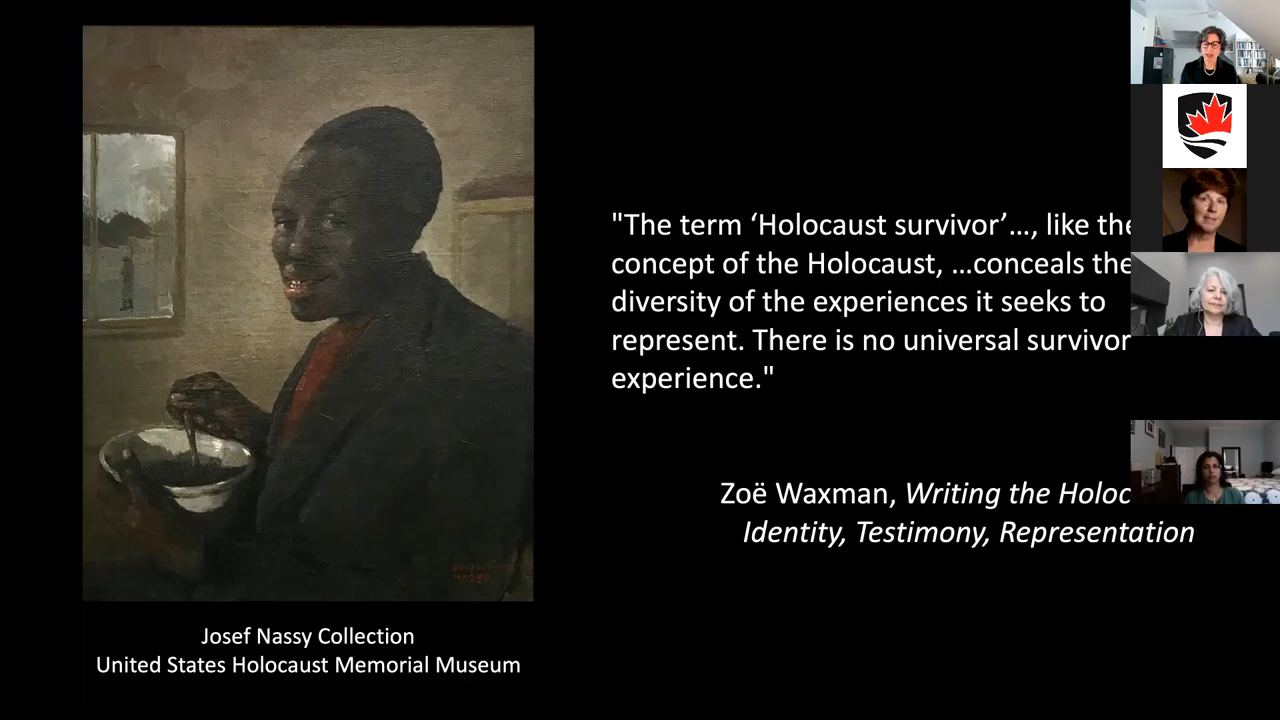 "The term ‘Holocaust survivor’…, like the
concept of the Holocaust, …conceals the
diversity of the experiences it seeks to
represent. There is no universal survivor
experience."
Zoë Waxman, Writing the Holoc
Identity, Testimony, Representation
Josef Nassy Collection
United States Holocaust Memorial Museum